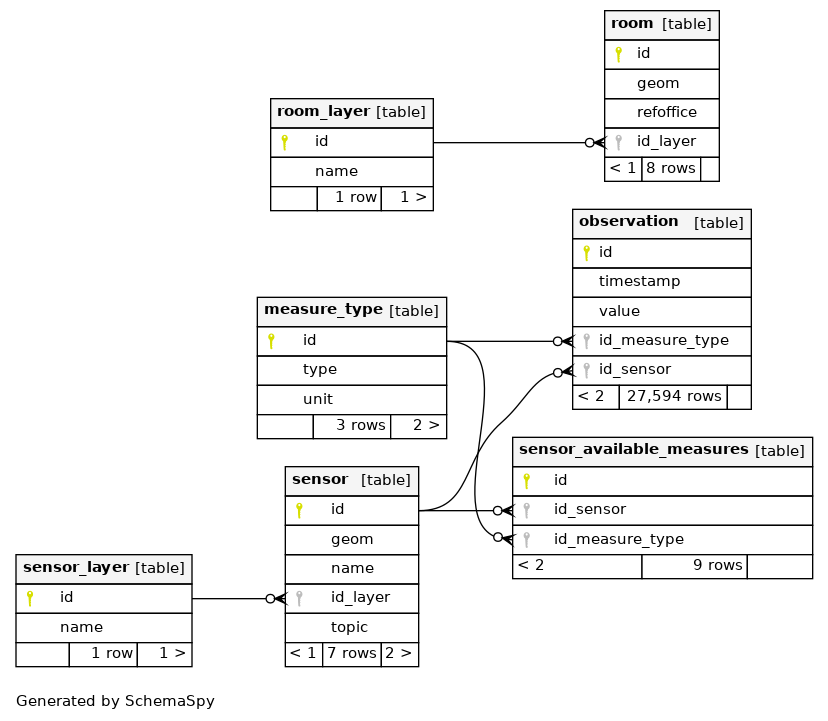 room [table]
id
geom
refoffice
id_layer
< 1 8 rows
room_layer [table]
id
name
1 row 1 >
observation [table]
id
timestamp
value
id_measure_type
id_sensor
< 2 27,594 rows
measure_type [table]
id
type
unit
3 rows 2 >
sensor_available_measures [table]
id
id_sensor
id_measure_type
< 2 9 rows
sensor [table]
id
geom
name
id_layer
topic
< 1 7 rows 2 >
sensor_layer [table]
id
name
1 row 1 >
Generated by SchemaSpy